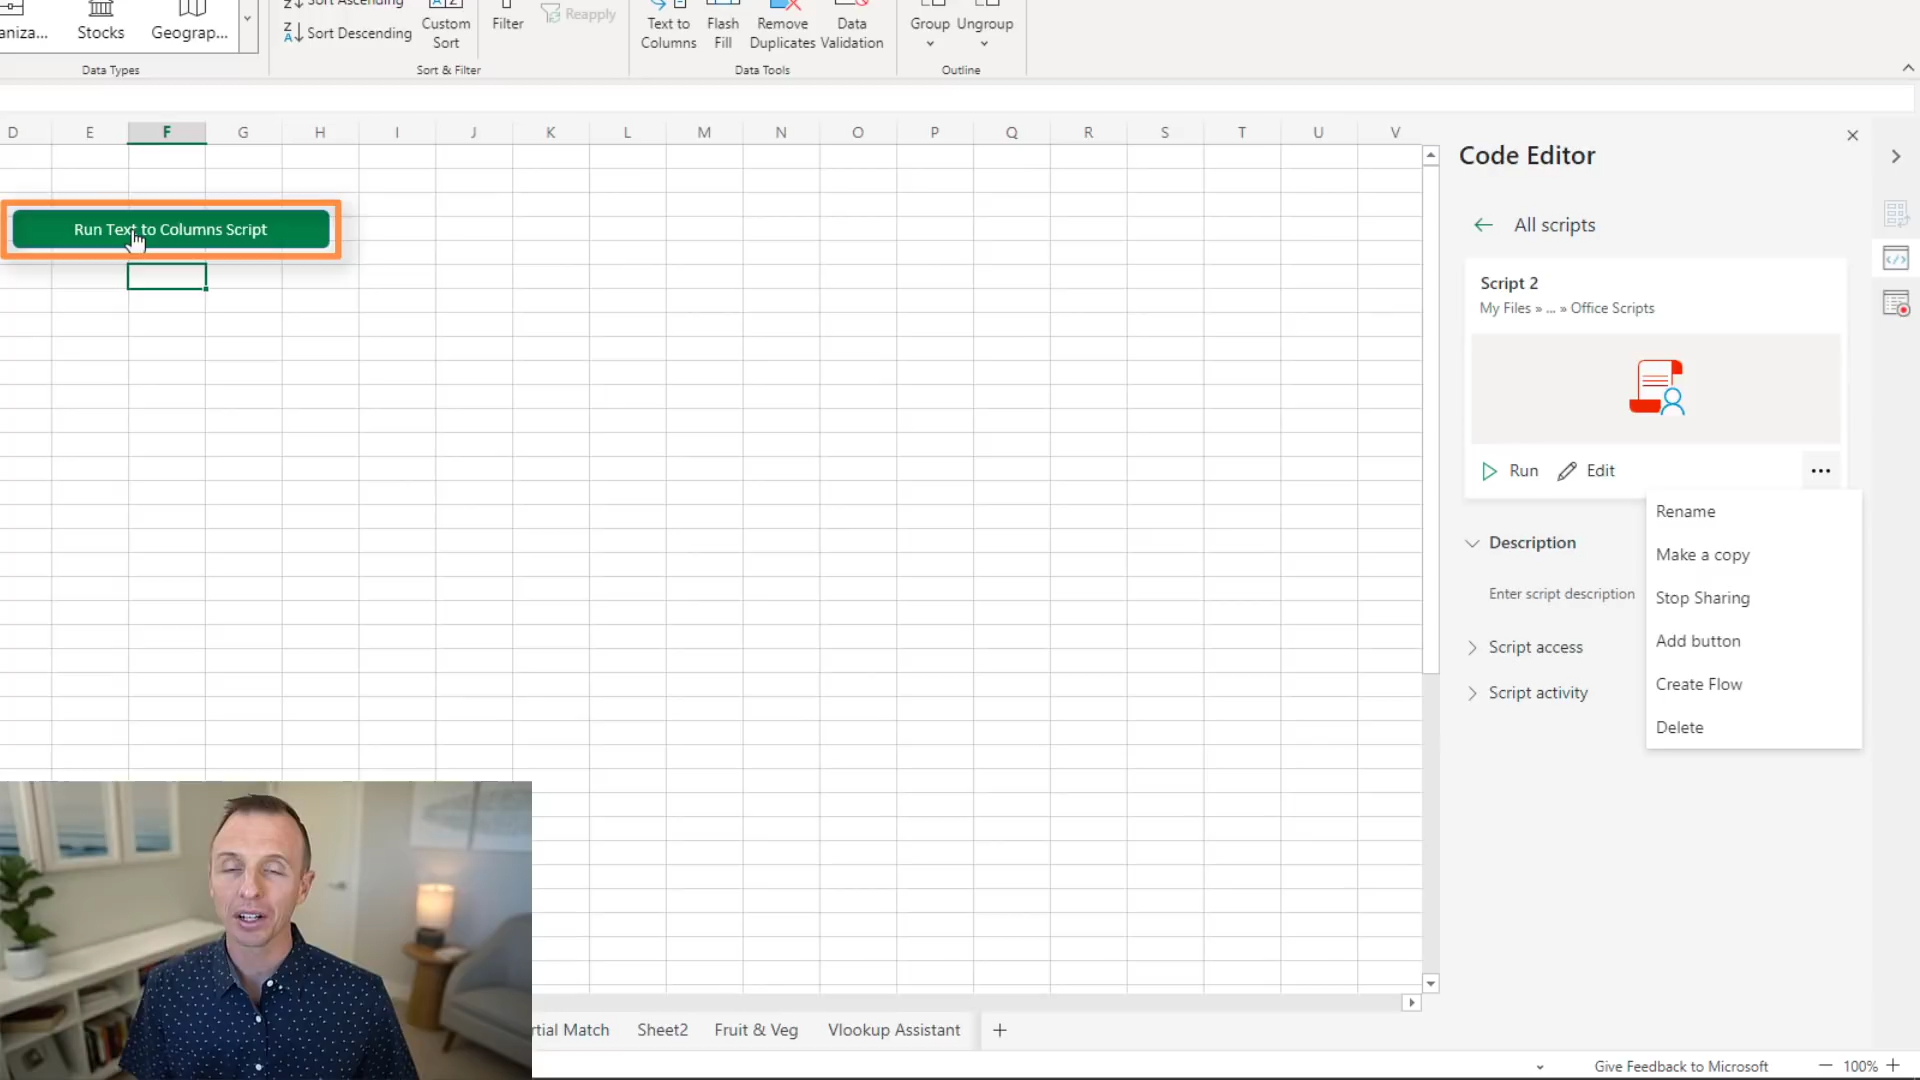 Sort Ascending
Stocks
Geograp...
Sort Descending
Custom
Sort
Filter
Reapply
Text to
Columns
Flash
Fill
Remove
Duplicates
Data
Validation
Group
Ungroup
Data Types
Sort & Filter
Data Tools
Outline
D E F G H I J K L M N O P Q R S T U V
Code Editor
Run Text to Columns Script
All scripts
Script 2
My Files » ... » Office Scripts
Run
Edit
...
Rename
Description
Make a copy
Enter script description
Stop Sharing
Add button
Script access
Create Flow
Script activity
Delete
rtial Match
Sheet2
Fruit & Veg
Vlookup Assistant
+
Give Feedback to Microsoft
— 100% +